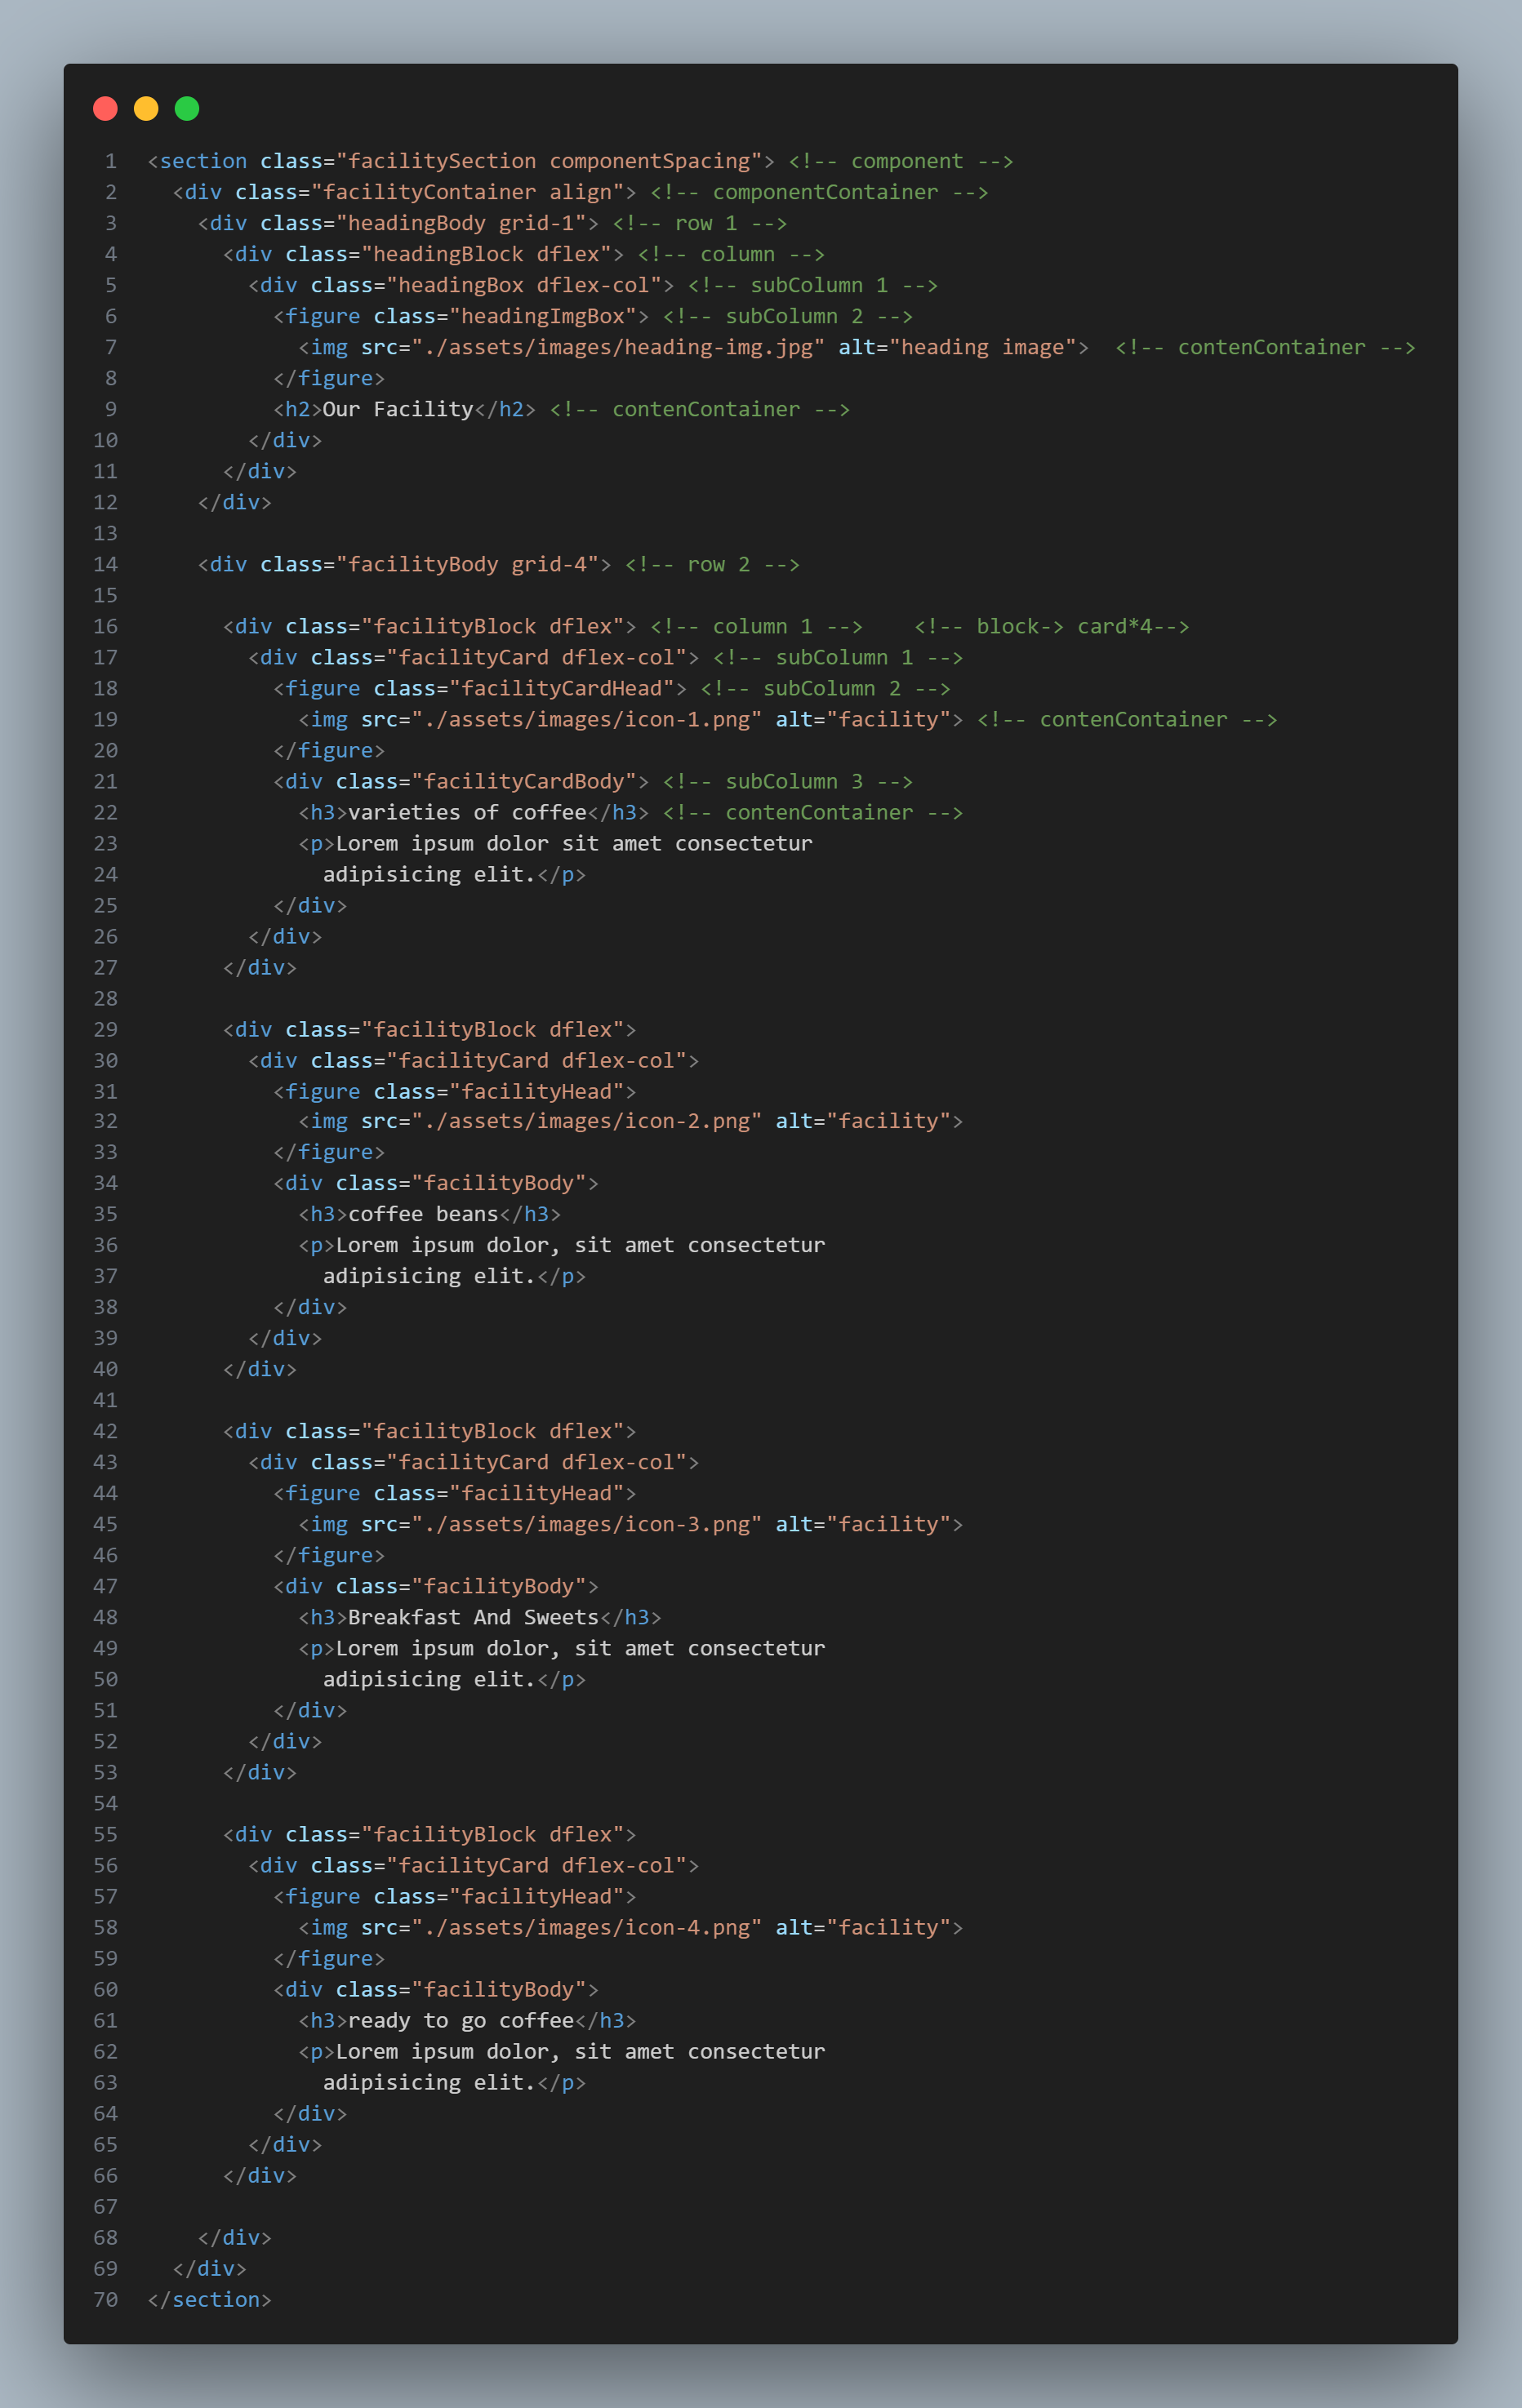 1 <section class="facilitySection componentSpacing"> <!-- component -->
2   <div class="facilityContainer align"> <!-- componentContainer -->
3     <div class="headingBody grid-1"> <!-- row 1 -->
4       <div class="headingBlock dflex"> <!-- column -->
5         <div class="headingBox dflex-col"> <!-- subColumn 1 -->
6           <figure class="headingImgBox"> <!-- subColumn 2 -->
7             <img src="./assets/images/heading-img.jpg" alt="heading image">  <!-- contenContainer -->
8           </figure>
9           <h2>Our Facility</h2> <!-- contenContainer -->
10         </div>
11       </div>
12     </div>
13
14     <div class="facilityBody grid-4"> <!-- row 2 -->
15
16       <div class="facilityBlock dflex"> <!-- column 1 -->    <!-- block-> card*4-->
17         <div class="facilityCard dflex-col"> <!-- subColumn 1 -->
18           <figure class="facilityCardHead"> <!-- subColumn 2 -->
19             <img src="./assets/images/icon-1.png" alt="facility"> <!-- contenContainer -->
20           </figure>
21           <div class="facilityCardBody"> <!-- subColumn 3 -->
22             <h3>varieties of coffee</h3> <!-- contenContainer -->
23             <p>Lorem ipsum dolor sit amet consectetur
24               adipisicing elit.</p>
25           </div>
26         </div>
27       </div>
28
29       <div class="facilityBlock dflex">
30         <div class="facilityCard dflex-col">
31           <figure class="facilityHead">
32             <img src="./assets/images/icon-2.png" alt="facility">
33           </figure>
34           <div class="facilityBody">
35             <h3>coffee beans</h3>
36             <p>Lorem ipsum dolor, sit amet consectetur
37               adipisicing elit.</p>
38           </div>
39         </div>
40       </div>
41
42       <div class="facilityBlock dflex">
43         <div class="facilityCard dflex-col">
44           <figure class="facilityHead">
45             <img src="./assets/images/icon-3.png" alt="facility">
46           </figure>
47           <div class="facilityBody">
48             <h3>Breakfast And Sweets</h3>
49             <p>Lorem ipsum dolor, sit amet consectetur
50               adipisicing elit.</p>
51           </div>
52         </div>
53       </div>
54
55       <div class="facilityBlock dflex">
56         <div class="facilityCard dflex-col">
57           <figure class="facilityHead">
58             <img src="./assets/images/icon-4.png" alt="facility">
59           </figure>
60           <div class="facilityBody">
61             <h3>ready to go coffee</h3>
62             <p>Lorem ipsum dolor, sit amet consectetur
63               adipisicing elit.</p>
64           </div>
65         </div>
66       </div>
67
68     </div>
69   </div>
70 </section>